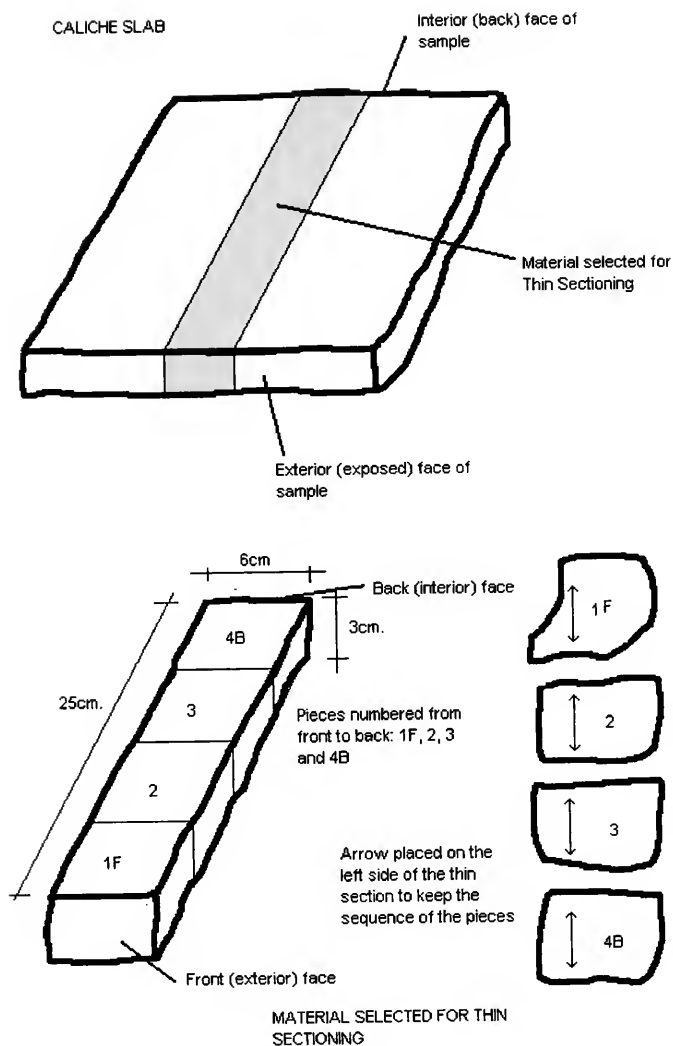 CALICHE SLAB
Interior (back) face of
sample
Material selected for
Thin Sectioning
Exterior (exposed) face of
sample
6cm
Back (interior) face
3cm.
25cm.
4B
3
2
1F
Pieces numbered from
front to back: 1F, 2, 3
and 4B
1F
2
3
4B
Arrow placed on the
left side of the thin
section to keep the
sequence of the pieces
Front (exterior) face
MATERIAL SELECTED FOR THIN
SECTIONING